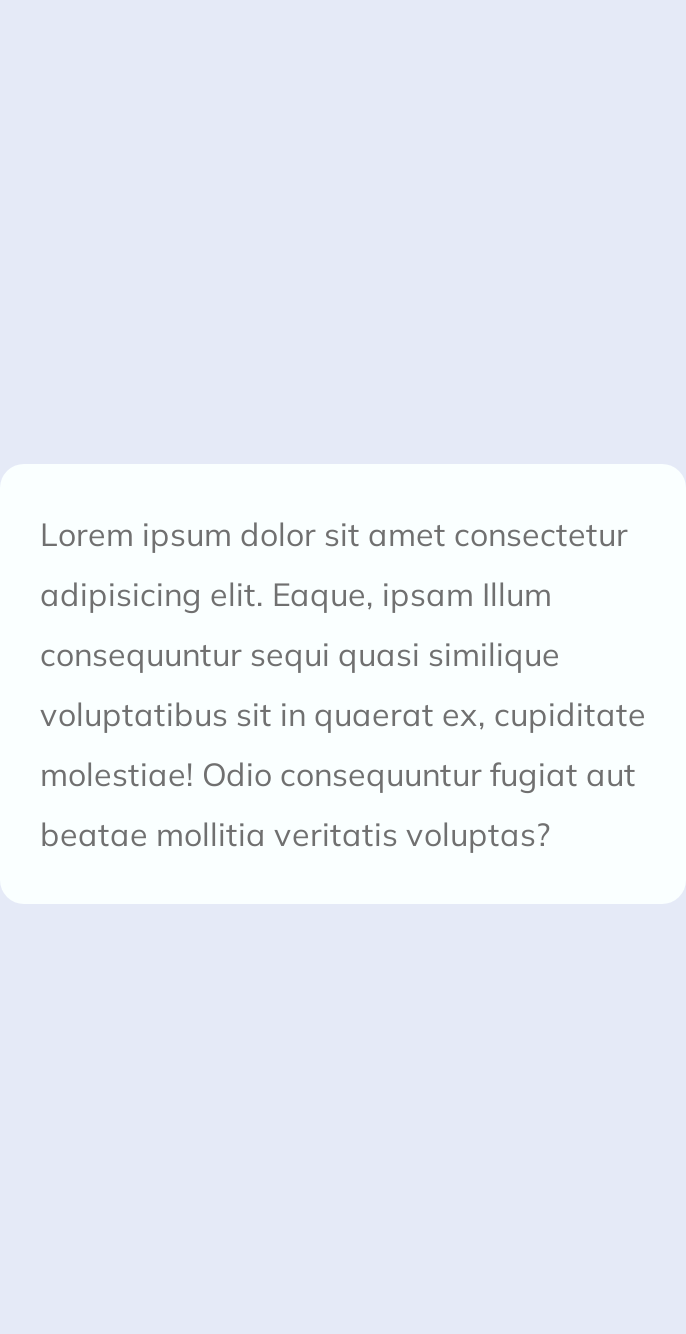 Lorem ipsum dolor sit amet consectetur
adipisicing elit. Eaque, ipsam Illum
consequuntur sequi quasi similique
voluptatibus sit in quaerat ex, cupiditate
molestiae! Odio consequuntur fugiat aut
beatae mollitia veritatis voluptas?